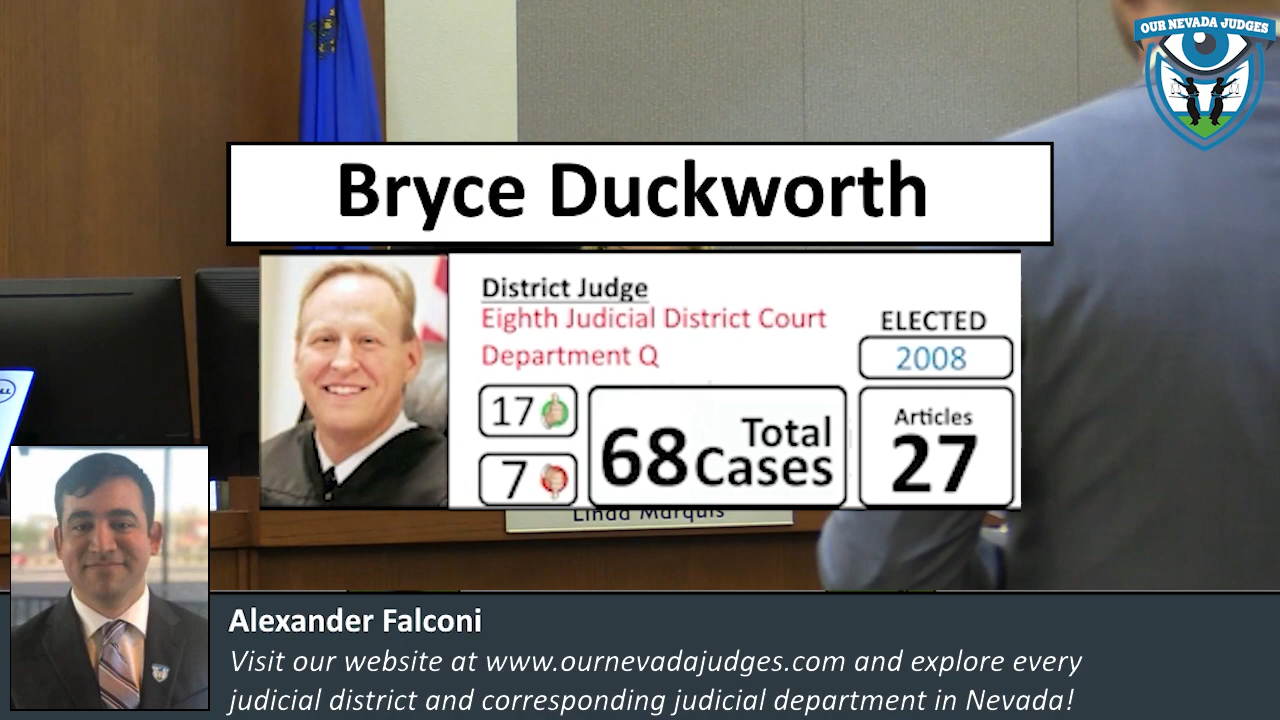 OUR NEVADA JUDGES
Bryce Duckworth
District Judge
Eighth Judicial District Court
Department Q
ELECTED
2008
17
7
68 Total Cases
Articles
27
Linda Marquis
Alexander Falconi
Visit our website at www.ournevadajudges.com and explore every
judicial district and corresponding judicial department in Nevada!